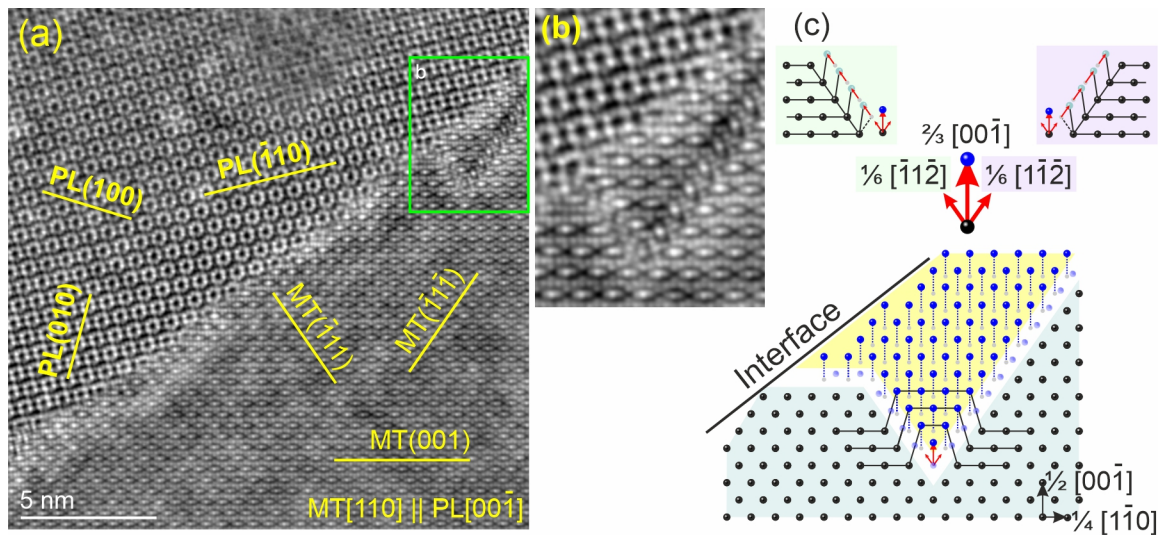 (a)
b
PL(100)
PL(1̄10)
PL(010)
MT(1̄11)
MT(1̄11̄)
MT(001)
5 nm
MT[110] || PL[001̄]
(b)
(c)
⅔ [001̄]
⅙ [1̄12̄]
⅙ [11̄2̄]
Interface
½ [001̄]
¼ [11̄0]